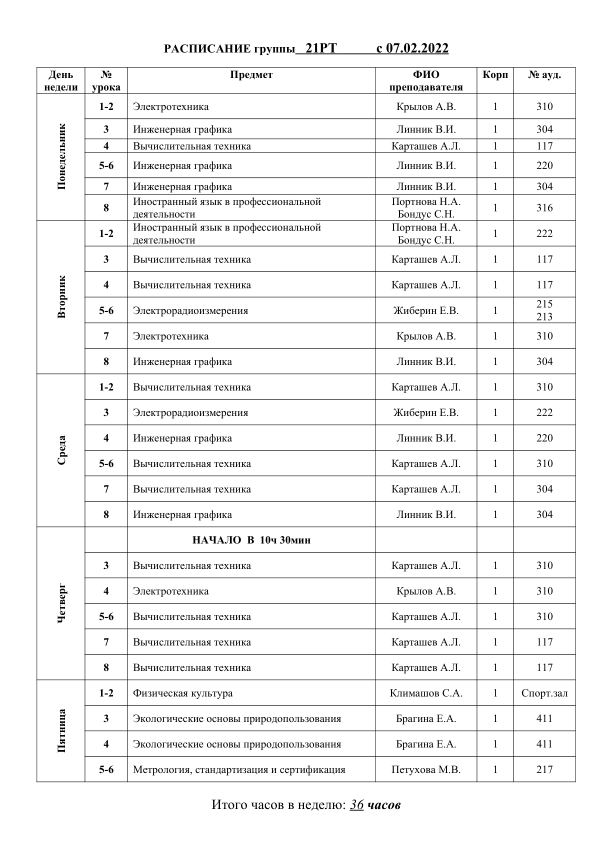 РАСПИСАНИЕ группы 21РТ с 07.02.2022
День недели № урока Предмет ФИО преподавателя Корп № ауд.
Понедельник
1-2 Электротехника Крылов А.В. 1 310
3 Инженерная графика Линник В.И. 1 304
4 Вычислительная техника Карташев А.Л. 1 117
5-6 Инженерная графика Линник В.И. 1 220
7 Инженерная графика Линник В.И. 1 304
8 Иностранный язык в профессиональной деятельности Портнова Н.А. Бондус С.Н. 1 316
Вторник
1-2 Иностранный язык в профессиональной деятельности Портнова Н.А. Бондус С.Н. 1 222
3 Вычислительная техника Карташев А.Л. 1 117
4 Вычислительная техника Карташев А.Л. 1 117
5-6 Электрорадиоизмерения Жиберин Е.В. 1 215 213
7 Электротехника Крылов А.В. 1 310
8 Инженерная графика Линник В.И. 1 304
Среда
1-2 Вычислительная техника Карташев А.Л. 1 310
3 Электрорадиоизмерения Жиберин Е.В. 1 222
4 Инженерная графика Линник В.И. 1 220
5-6 Вычислительная техника Карташев А.Л. 1 310
7 Вычислительная техника Карташев А.Л. 1 304
8 Инженерная графика Линник В.И. 1 304
Четверг
НАЧАЛО В 10ч 30мин
3 Вычислительная техника Карташев А.Л. 1 310
4 Электротехника Крылов А.В. 1 310
5-6 Вычислительная техника Карташев А.Л. 1 310
7 Вычислительная техника Карташев А.Л. 1 117
8 Вычислительная техника Карташев А.Л. 1 117
Пятница
1-2 Физическая культура Климашов С.А. 1 Спорт.зал
3 Экологические основы природопользования Брагина Е.А. 1 411
4 Экологические основы природопользования Брагина Е.А. 1 411
5-6 Метрология, стандартизация и сертификация Петухова М.В. 1 217
Итого часов в неделю: 36 часов